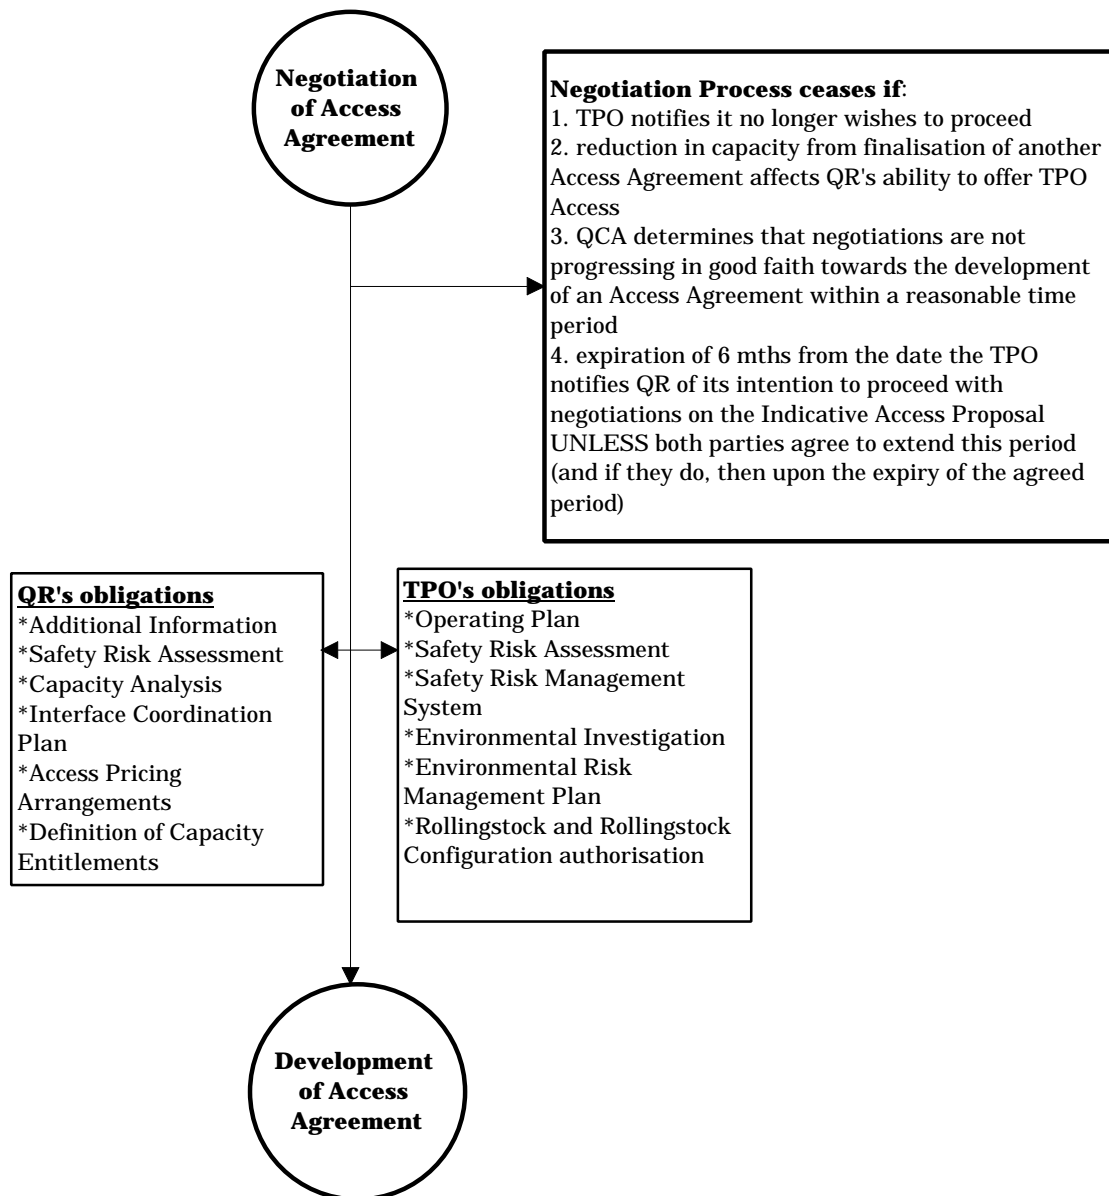 Negotiation
of Access
Agreement
Negotiation Process ceases if:
1. TPO notifies it no longer wishes to proceed
2. reduction in capacity from finalisation of another
Access Agreement affects QR's ability to offer TPO
Access
3. QCA determines that negotiations are not
progressing in good faith towards the development
of an Access Agreement within a reasonable time
period
4. expiration of 6 mths from the date the TPO
notifies QR of its intention to proceed with
negotiations on the Indicative Access Proposal
UNLESS both parties agree to extend this period
(and if they do, then upon the expiry of the agreed
period)
QR's obligations
*Additional Information
*Safety Risk Assessment
*Capacity Analysis
*Interface Coordination
Plan
*Access Pricing
Arrangements
*Definition of Capacity
Entitlements
TPO's obligations
*Operating Plan
*Safety Risk Assessment
*Safety Risk Management
System
*Environmental Investigation
*Environmental Risk
Management Plan
*Rollingstock and Rollingstock
Configuration authorisation
Development
of Access
Agreement